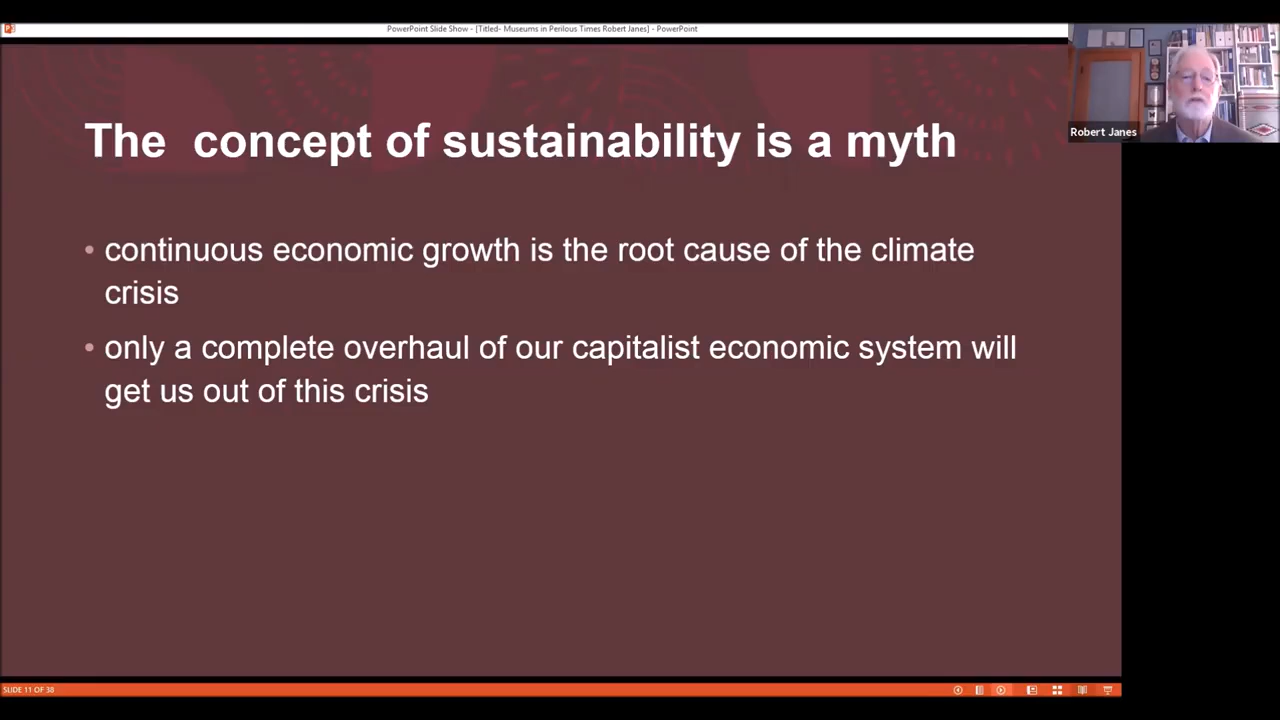 PowerPoint Slide Show - [Titled- Museums in Perilous Times Robert Janes] - PowerPoint
Robert Janes
The  concept of sustainability is a myth
• continuous economic growth is the root cause of the climate
crisis
• only a complete overhaul of our capitalist economic system will
get us out of this crisis
SLIDE 11 OF 38